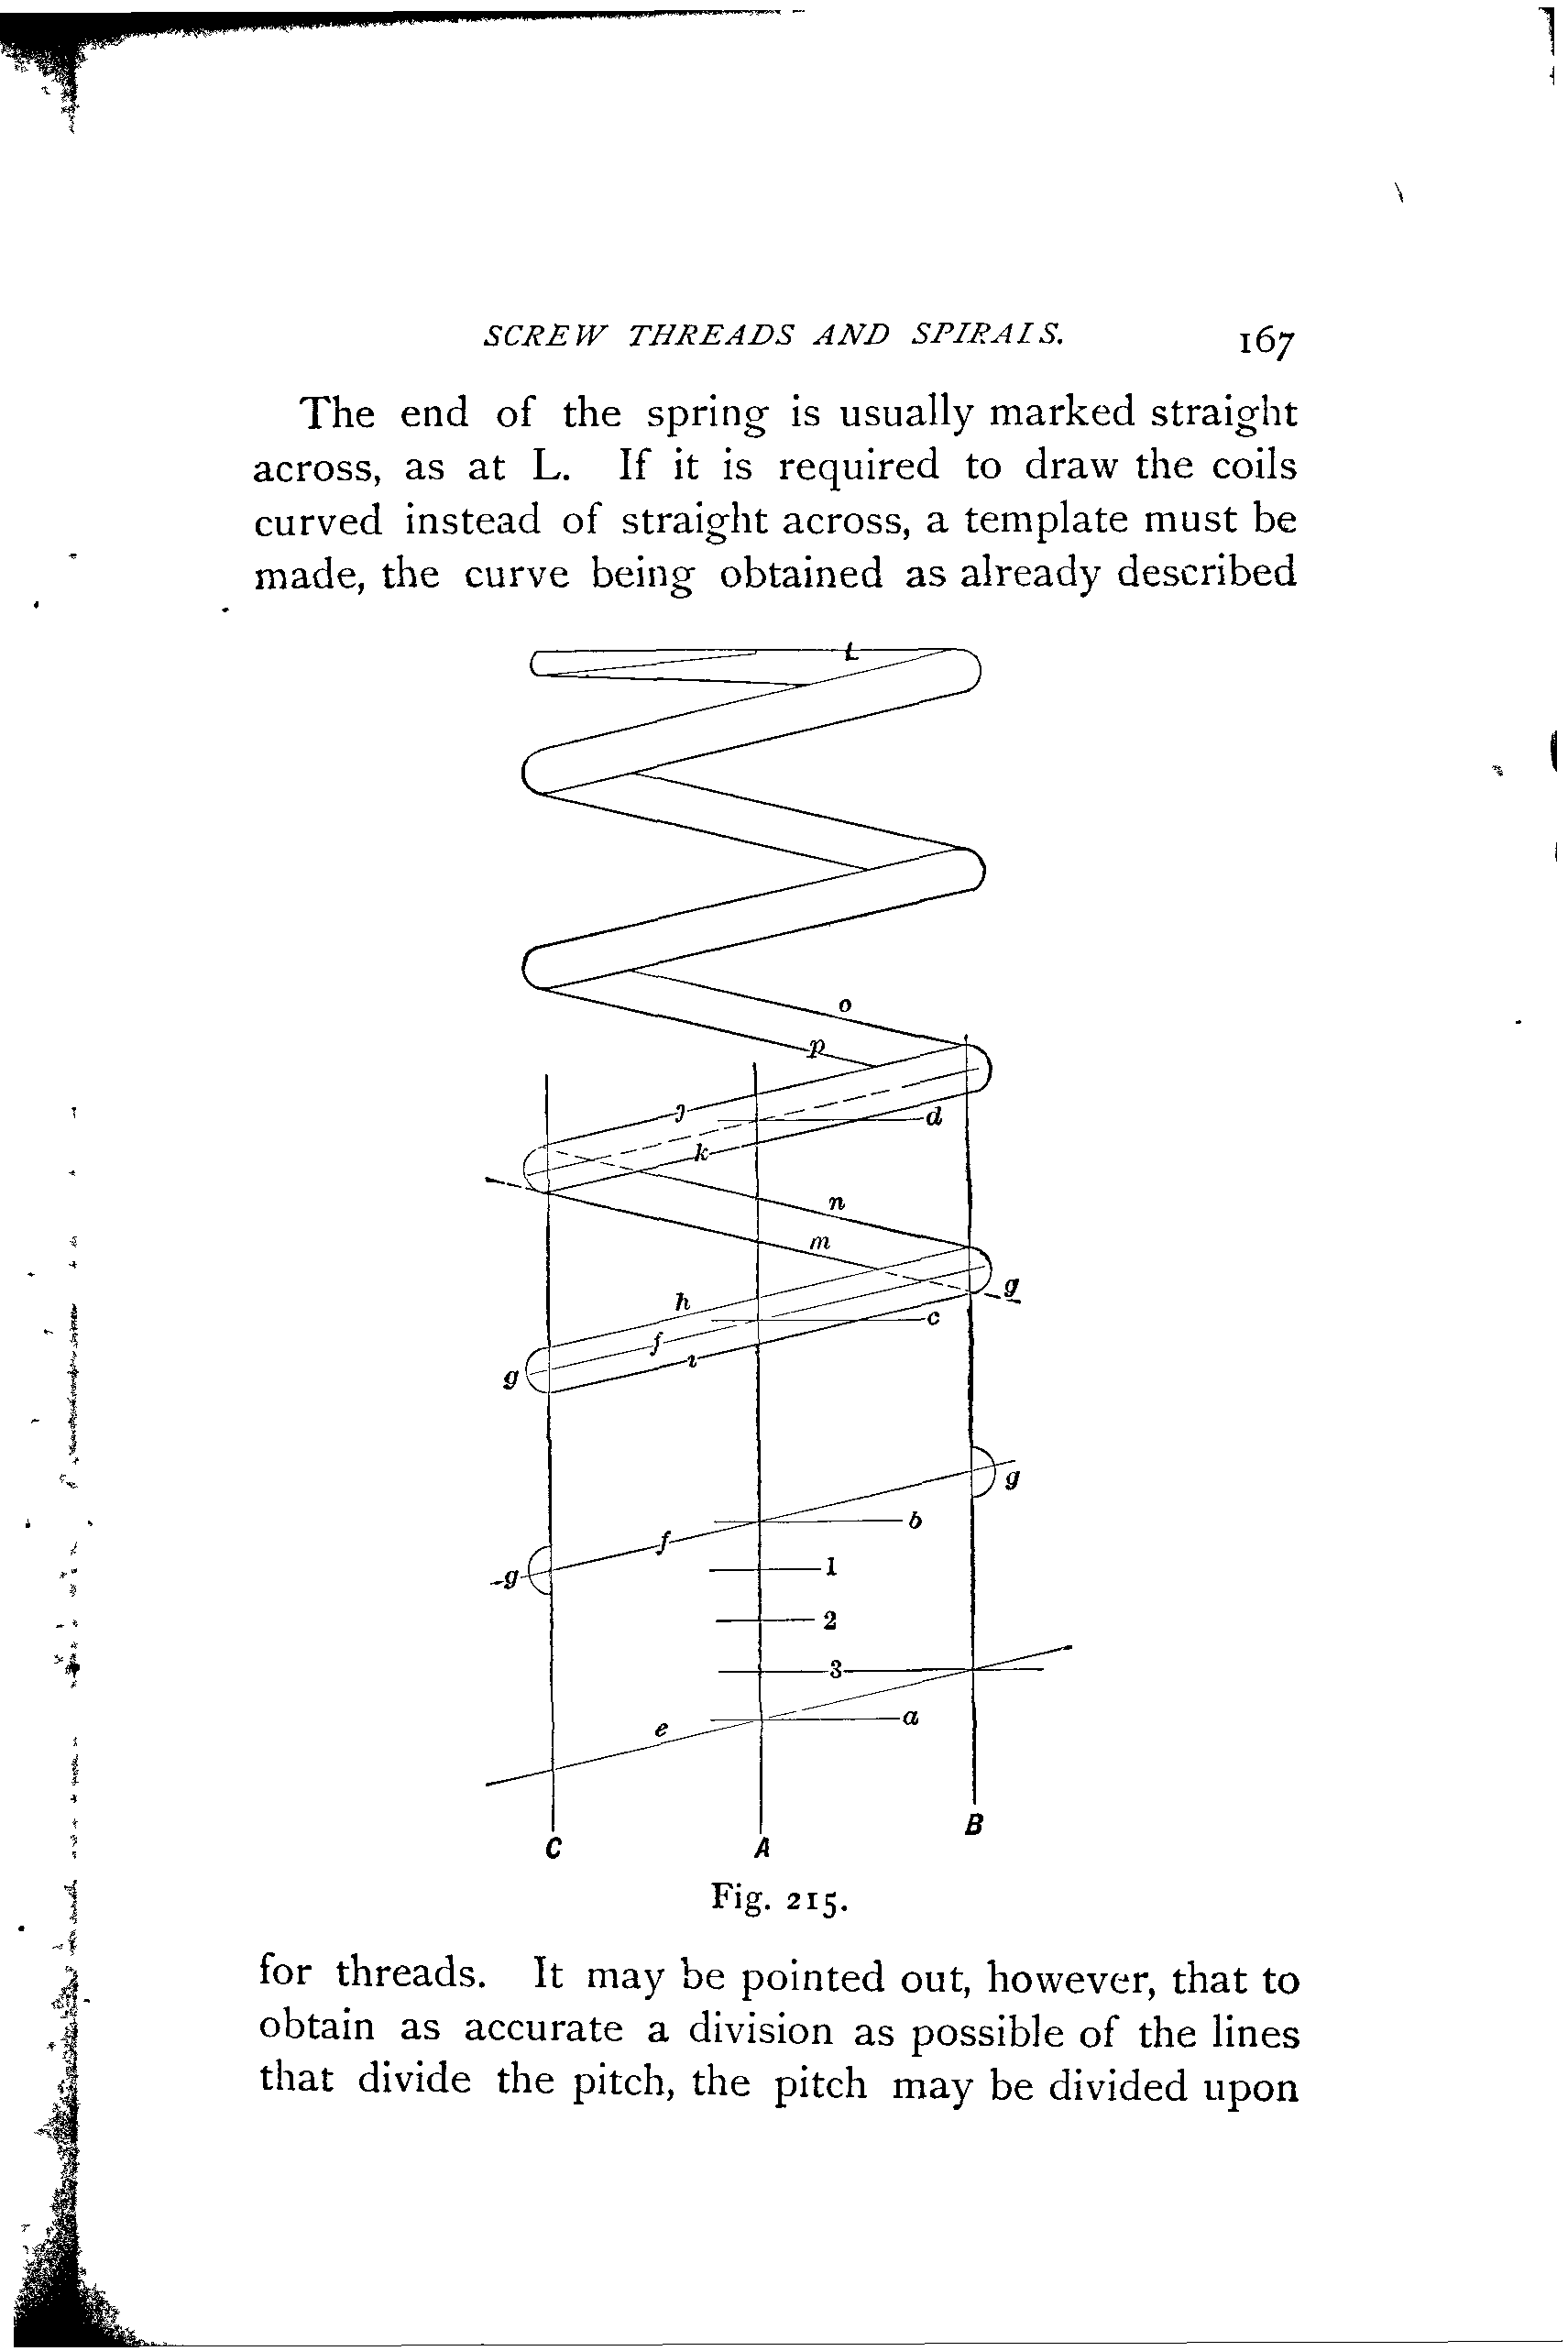 SCREW THREADS AND SPIRALS. 167
The end of the spring is usually marked straight
across, as at L. If it is required to draw the coils
curved instead of straight across, a template must be
made, the curve being obtained as already described
L
o
p
j
d
k
n
m
g
h
c
f
i
g
g
b
f
1
g
2
3
a
e
B
C A
Fig. 215.
for threads. It may be pointed out, however, that to
obtain as accurate a division as possible of the lines
that divide the pitch, the pitch may be divided upon